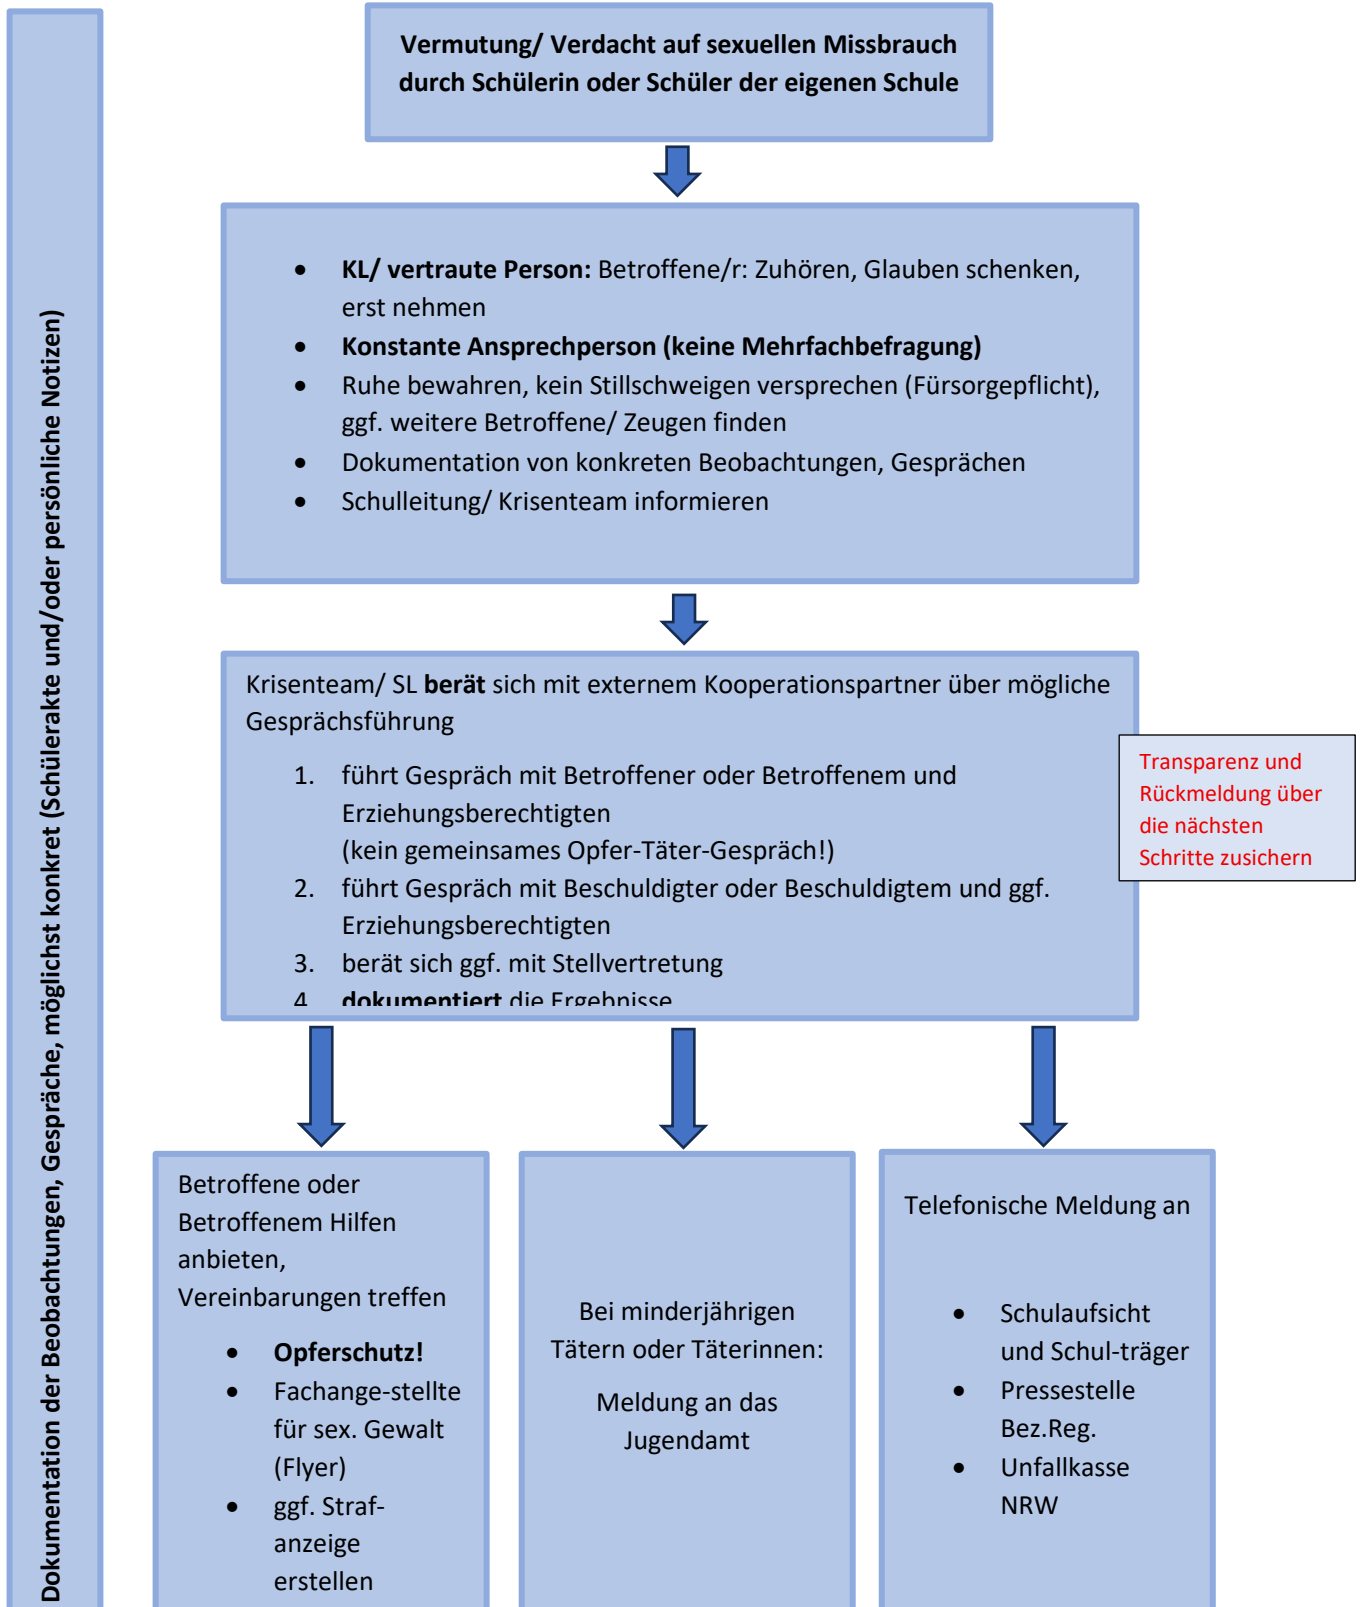 Dokumentation der Beobachtungen, Gespräche, möglichst konkret (Schülerakte und/oder persönliche Notizen)
Vermutung/ Verdacht auf sexuellen Missbrauch
durch Schülerin oder Schüler der eigenen Schule
• KL/ vertraute Person: Betroffene/r: Zuhören, Glauben schenken,
erst nehmen
• Konstante Ansprechperson (keine Mehrfachbefragung)
• Ruhe bewahren, kein Stillschweigen versprechen (Fürsorgepflicht),
ggf. weitere Betroffene/ Zeugen finden
• Dokumentation von konkreten Beobachtungen, Gesprächen
• Schulleitung/ Krisenteam informieren
Krisenteam/ SL berät sich mit externem Kooperationspartner über mögliche
Gesprächsführung
1. führt Gespräch mit Betroffener oder Betroffenem und
Erziehungsberechtigten
(kein gemeinsames Opfer-Täter-Gespräch!)
2. führt Gespräch mit Beschuldigter oder Beschuldigtem und ggf.
Erziehungsberechtigten
3. berät sich ggf. mit Stellvertretung
4. dokumentiert die Ergebnisse
Transparenz und
Rückmeldung über
die nächsten
Schritte zusichern
Betroffene oder
Betroffenem Hilfen
anbieten,
Vereinbarungen treffen
• Opferschutz!
• Fachange-stellte
für sex. Gewalt
(Flyer)
• ggf. Straf-
anzeige
erstellen
Bei minderjährigen
Tätern oder Täterinnen:
Meldung an das
Jugendamt
Telefonische Meldung an
• Schulaufsicht
und Schul-träger
• Pressestelle
Bez.Reg.
• Unfallkasse
NRW